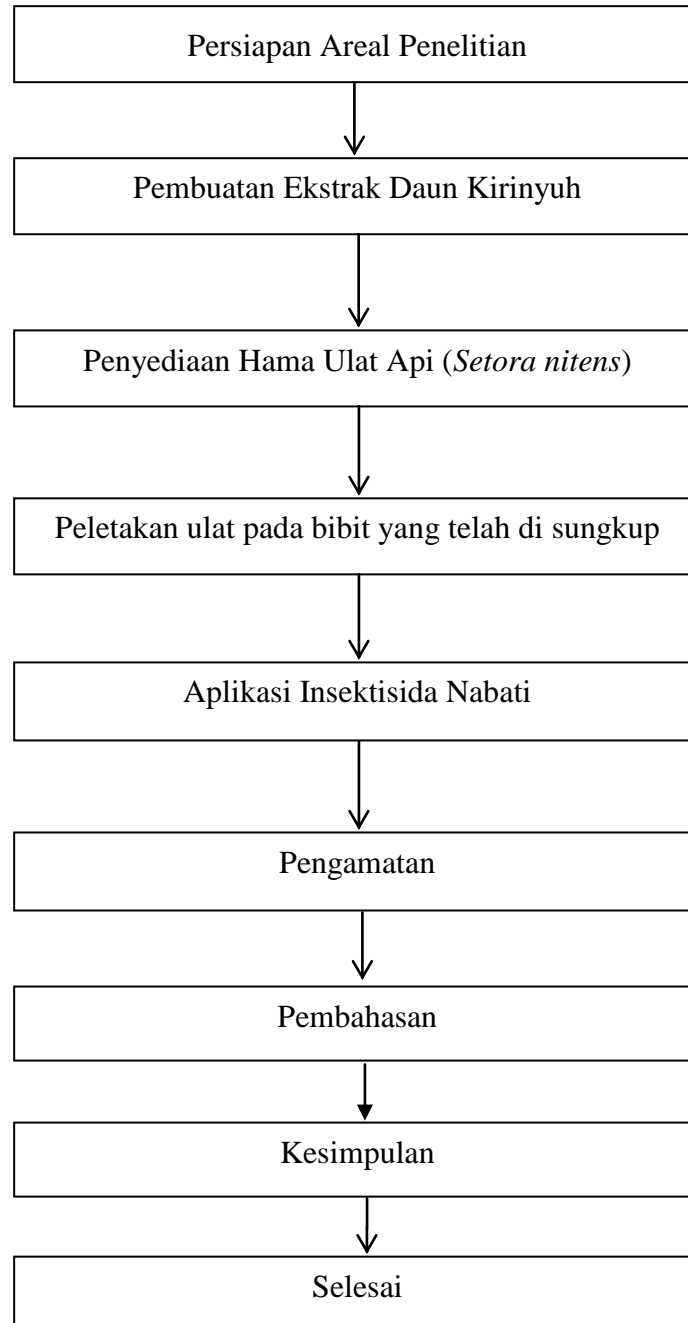 Persiapan Areal Penelitian
Pembuatan Ekstrak Daun Kirinyuh
Penyediaan Hama Ulat Api (Setora nitens)
Peletakan ulat pada bibit yang telah di sungkup
Aplikasi Insektisida Nabati
Pengamatan
Pembahasan
Kesimpulan
Selesai